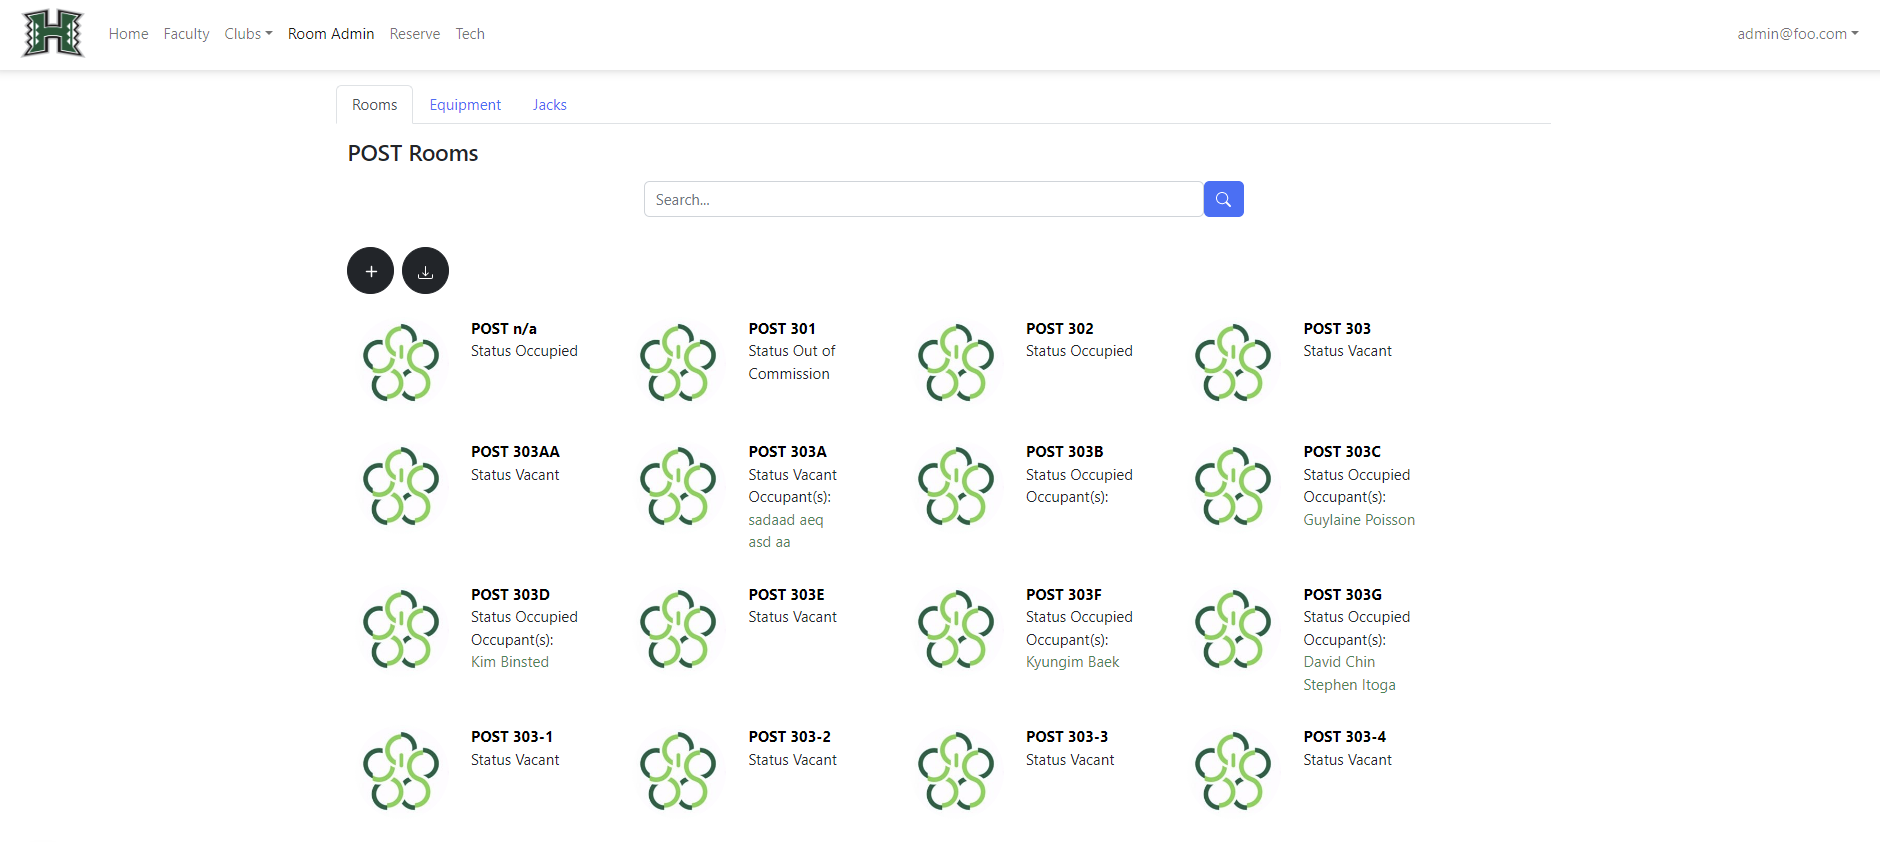 H
Home Faculty Clubs Room Admin Reserve Tech admin@foo.com
Rooms Equipment Jacks
POST Rooms
Search...
POST n/a
Status Occupied
POST 301
Status Out of
Commission
POST 302
Status Occupied
POST 303
Status Vacant
POST 303AA
Status Vacant
POST 303A
Status Vacant
Occupant(s):
sadaad aeq
asd aa
POST 303B
Status Occupied
Occupant(s):
POST 303C
Status Occupied
Occupant(s):
Guylaine Poisson
POST 303D
Status Occupied
Occupant(s):
Kim Binsted
POST 303E
Status Vacant
POST 303F
Status Occupied
Occupant(s):
Kyungim Baek
POST 303G
Status Occupied
Occupant(s):
David Chin
Stephen Itoga
POST 303-1
Status Vacant
POST 303-2
Status Vacant
POST 303-3
Status Vacant
POST 303-4
Status Vacant